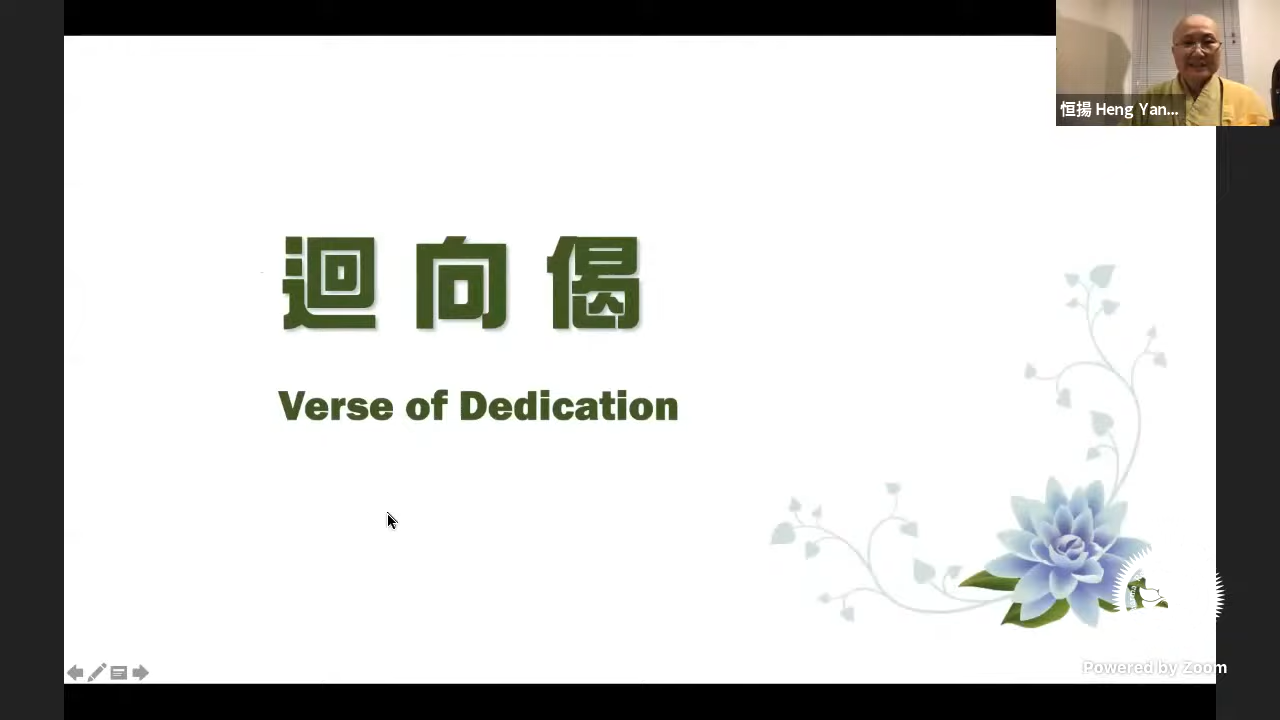 恒揚 Heng Yan...
迴向偈
Verse of Dedication
Powered by Zoom